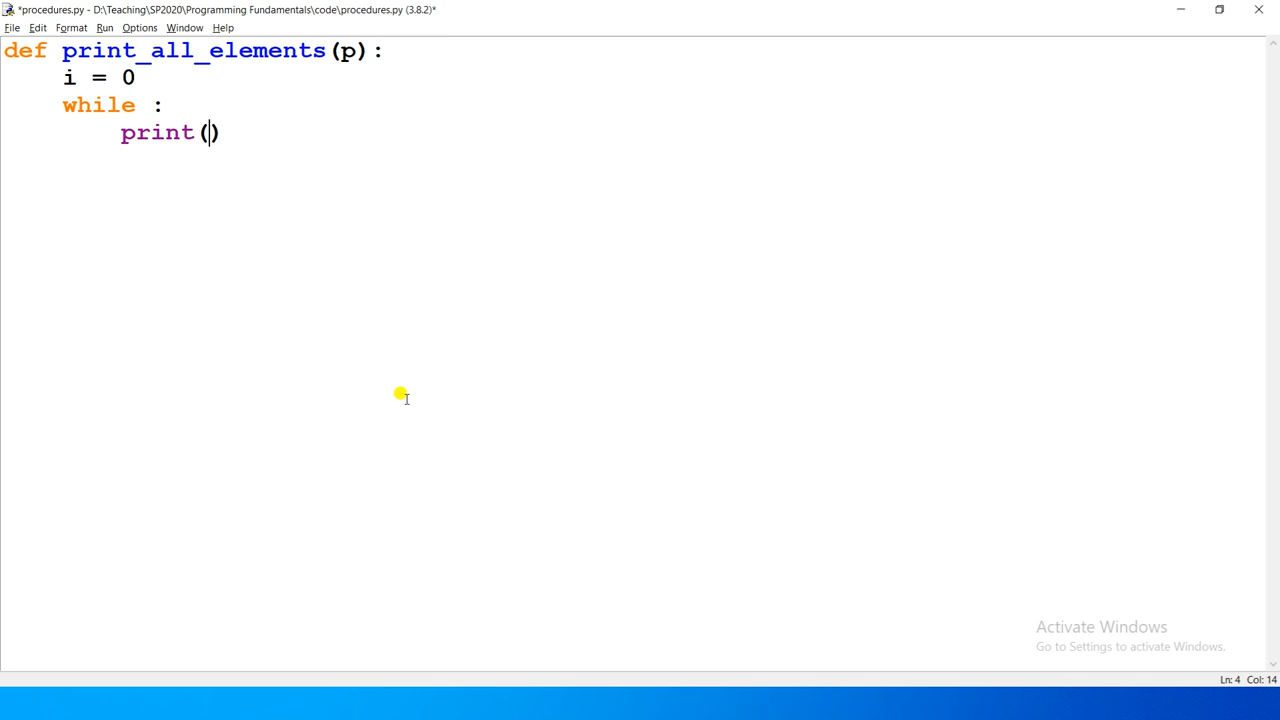 *procedures.py - D:\Teaching\SP2020\Programming Fundamentals\code\procedures.py (3.8.2)*
File Edit Format Run Options Window Help
def print_all_elements(p):
    i = 0
    while :
        print()
Activate Windows
Go to Settings to activate Windows.
Ln: 4 Col: 14